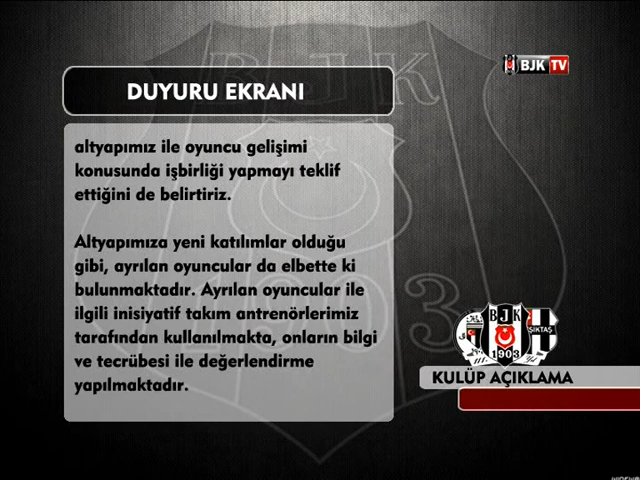 BJK TV
DUYURU EKRANI
altyapımız ile oyuncu gelişimi
konusunda işbirliği yapmayı teklif
ettiğini de belirtiriz.
Altyapımıza yeni katılımlar olduğu
gibi, ayrılan oyuncular da elbette ki
bulunmaktadır. Ayrılan oyuncular ile
ilgili inisiyatif takım antrenörlerimiz
tarafından kullanılmakta, onların bilgi
ve tecrübesi ile değerlendirme
yapılmaktadır.
BJK
1903
BJK
1903
KULÜP AÇIKLAMA